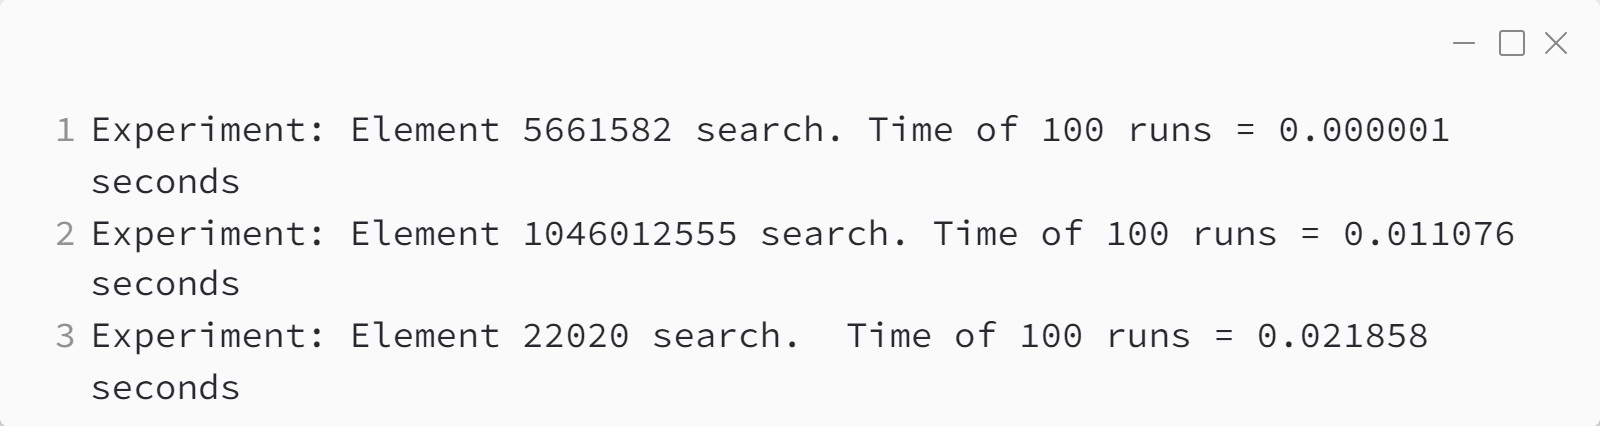 1 Experiment: Element 5661582 search. Time of 100 runs = 0.000001
seconds
2 Experiment: Element 1046012555 search. Time of 100 runs = 0.011076
seconds
3 Experiment: Element 22020 search.  Time of 100 runs = 0.021858
seconds